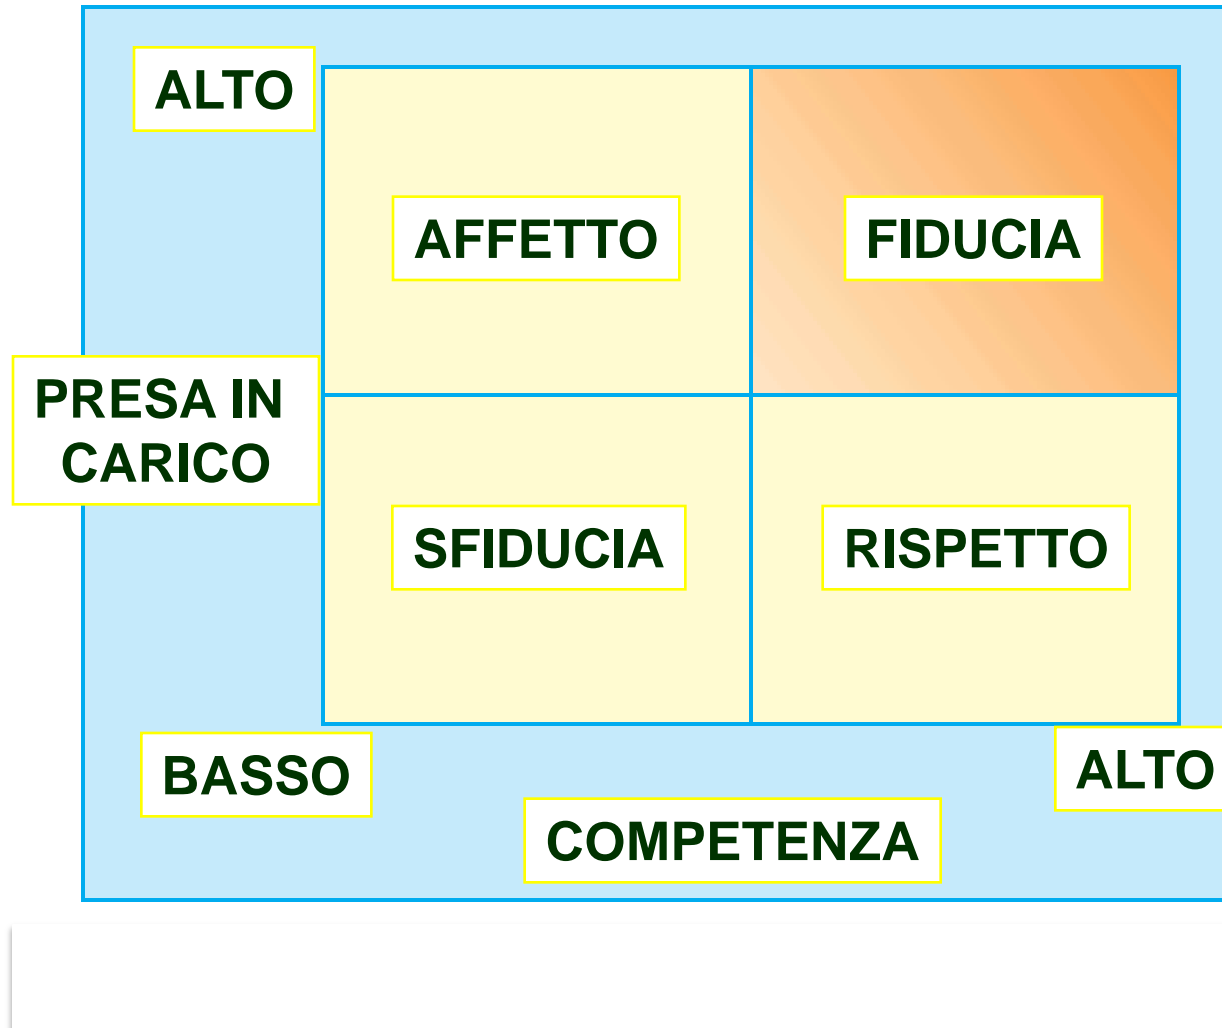 ALTO
AFFETTO
FIDUCIA
PRESA IN
CARICO
SFIDUCIA
RISPETTO
BASSO
ALTO
COMPETENZA